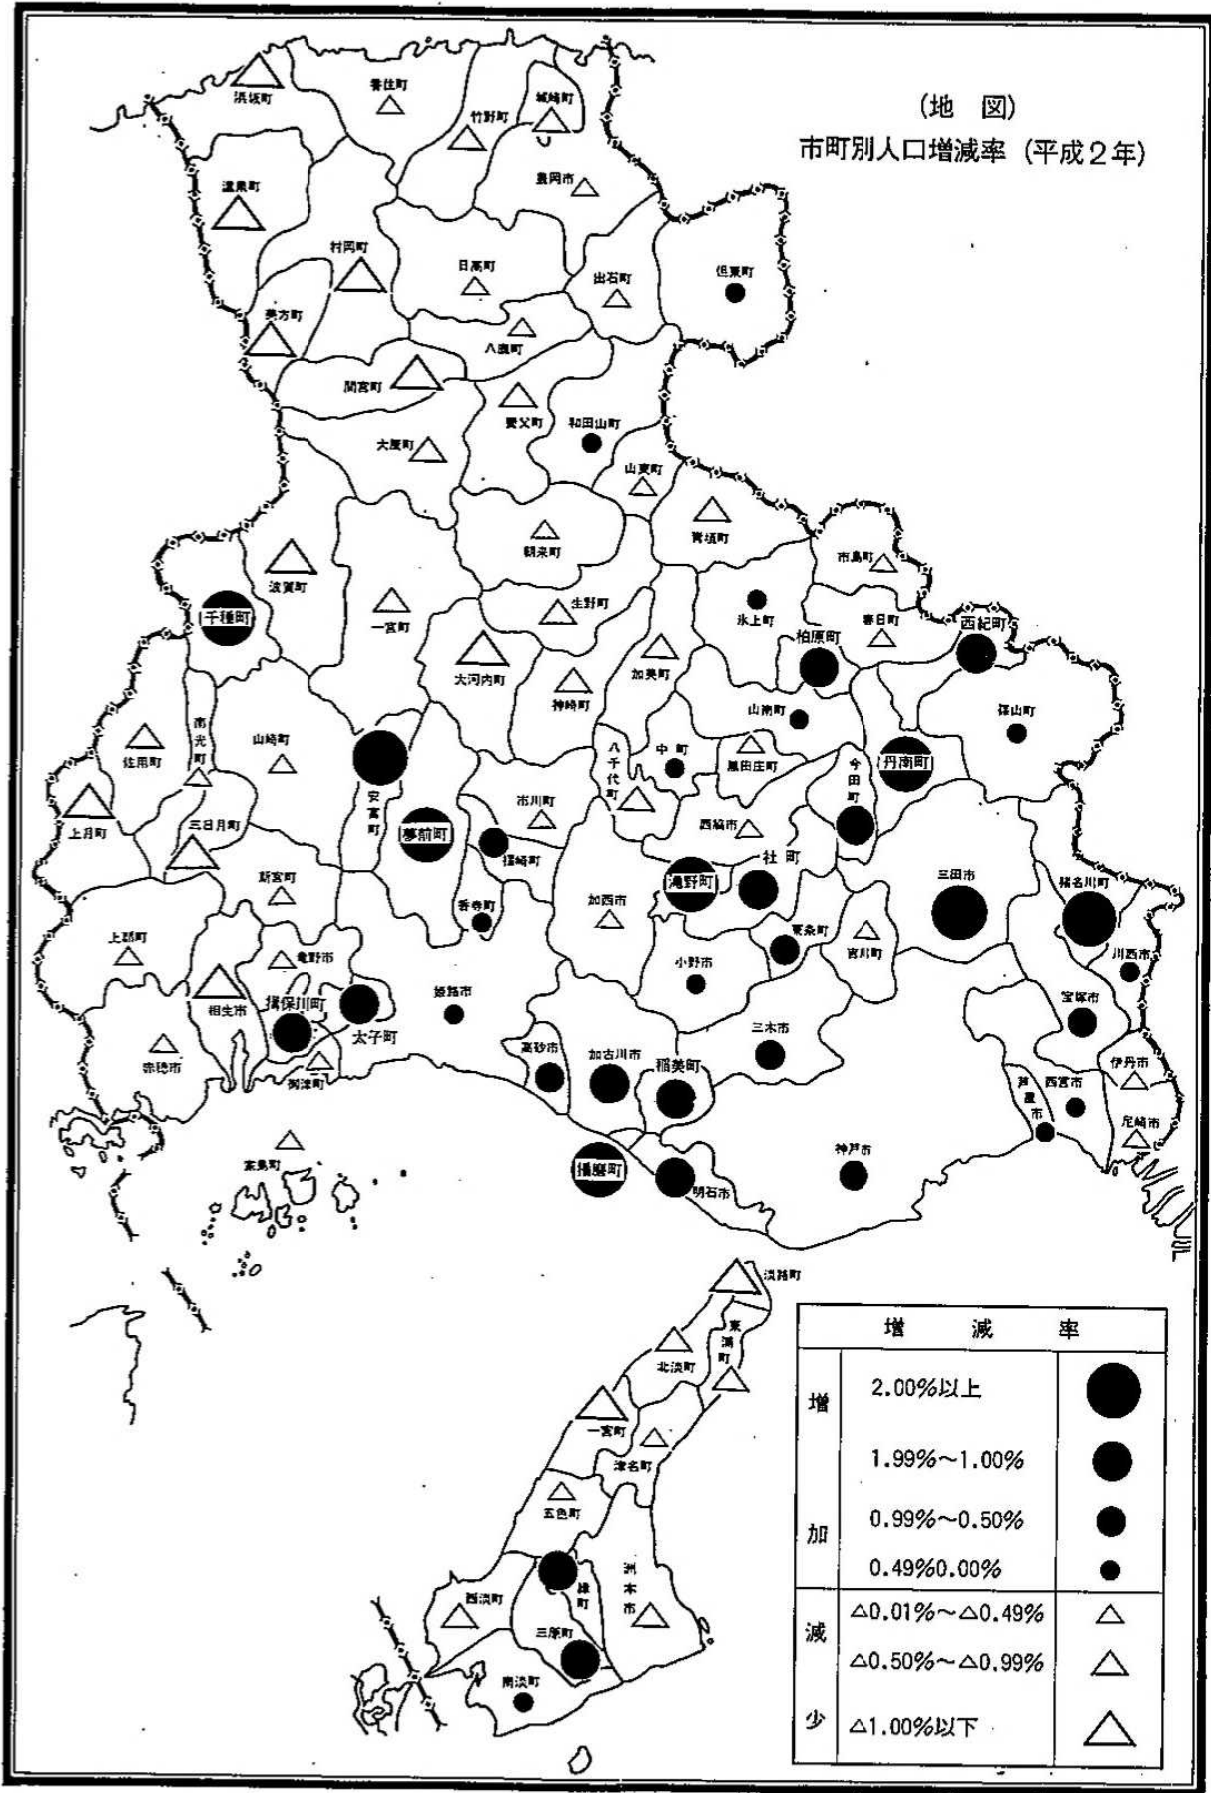 (地 図)
市町別人口増減率 (平成2年)
浜坂町
香住町
竹野町
城崎町
豊岡市
温泉町
村岡町
日高町
出石町
但東町
美方町
八鹿町
関宮町
養父町
和田山町
大屋町
山東町
朝来町
青垣町
市島町
波賀町
千種町
一宮町
生野町
氷上町
柏原町
春日町
西紀町
大河内町
神崎町
加美町
山南町
篠山町
佐用町
南光町
山崎町
安富町
八千代町
中町
黒田庄町
今田町
丹南町
上月町
三日月町
夢前町
市川町
福崎町
西脇市
社町
滝野町
三田市
猪名川町
新宮町
香寺町
加西市
東条町
吉川町
川西市
上郡町
竜野市
小野市
宝塚市
相生市
揖保川町
太子町
姫路市
三木市
伊丹市
赤穂市
御津町
高砂市
加古川市
稲美町
芦屋市
西宮市
尼崎市
家島町
播磨町
明石市
神戸市
淡路町
東浦町
北淡町
一宮町
津名町
五色町
西淡町
緑町
洲本市
三原町
南淡町
増 減 率
増加
2.00%以上
1.99%～1.00%
0.99%～0.50%
0.49%0.00%
減少
△0.01%～△0.49%
△0.50%～△0.99%
△1.00%以下